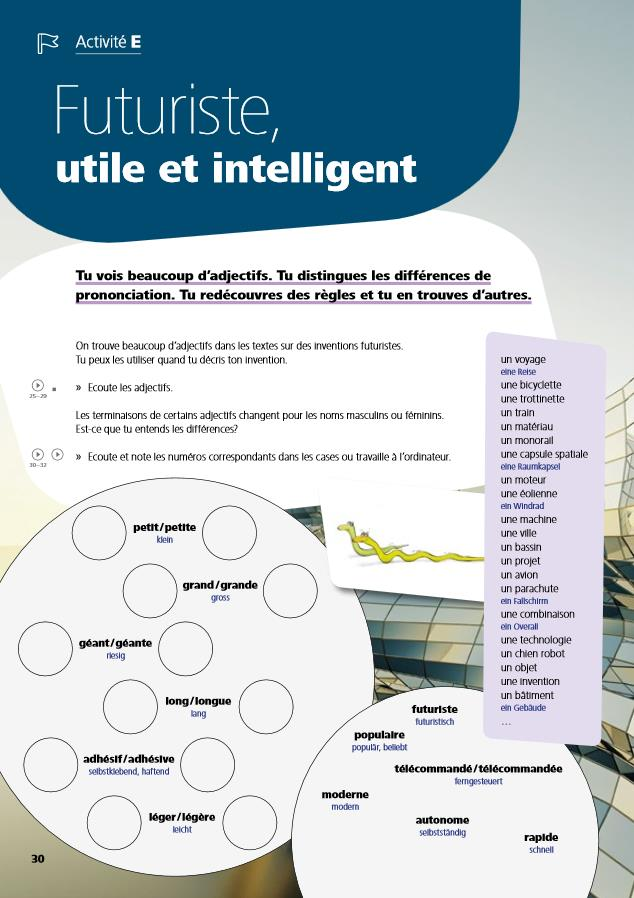 Activité E
Futuriste,
utile et intelligent
Tu vois beaucoup d'adjectifs. Tu distingues les différences de
prononciation. Tu redécouvres des règles et tu en trouves d'autres.
On trouve beaucoup d'adjectifs dans les textes sur des inventions futuristes.
Tu peux les utiliser quand tu décris ton invention.
25–29
» Ecoute les adjectifs.
Les terminaisons de certains adjectifs changent pour les noms masculins ou féminins.
Est-ce que tu entends les différences?
30–32
» Ecoute et note les numéros correspondants dans les cases ou travaille à l'ordinateur.
un voyage
eine Reise
une bicyclette
une trottinette
un train
un matériau
un monorail
une capsule spatiale
eine Raumkapsel
un moteur
une éolienne
ein Windrad
une machine
une ville
un bassin
un projet
un avion
un parachute
ein Fallschirm
une combinaison
ein Overall
une technologie
un chien robot
un objet
une invention
un bâtiment
ein Gebäude
…
petit/petite
klein
grand/grande
gross
géant/géante
riesig
long/longue
lang
adhésif/adhésive
selbstklebend, haftend
léger/légère
leicht
futuriste
futuristisch
populaire
populär, beliebt
télécommandé/télécommandée
ferngesteuert
moderne
modern
autonome
selbstständig
rapide
schnell
30